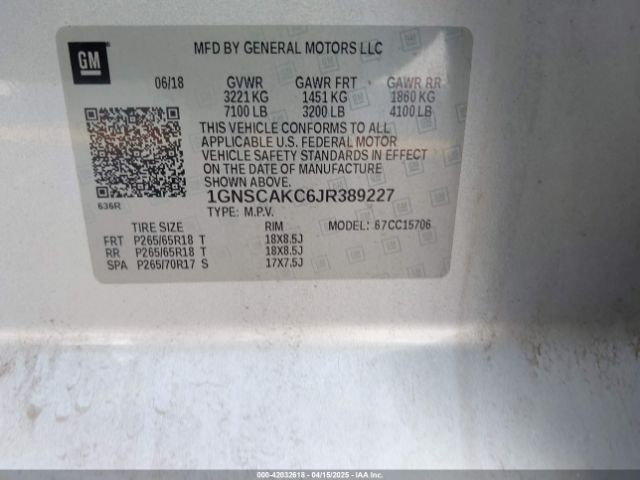 GM
MFD BY GENERAL MOTORS LLC
06/18 GVWR GAWR FRT GAWR RR
3221 KG 1451 KG 1860 KG
7100 LB 3200 LB 4100 LB
THIS VEHICLE CONFORMS TO ALL
APPLICABLE U.S. FEDERAL MOTOR
VEHICLE SAFETY STANDARDS IN EFFECT
ON THE DATE OF MANUFACTURE
SHOWN ABOVE.
636R
1GNSCAKC6JR389227
TYPE: M.P.V.
MODEL: 67CC15706
TIRE SIZE RIM
FRT P265/65R18 T 18X8.5J
RR P265/65R18 T 18X8.5J
SPA P265/70R17 S 17X7.5J
000-42032618 - 04/15/2025 - IAA Inc.